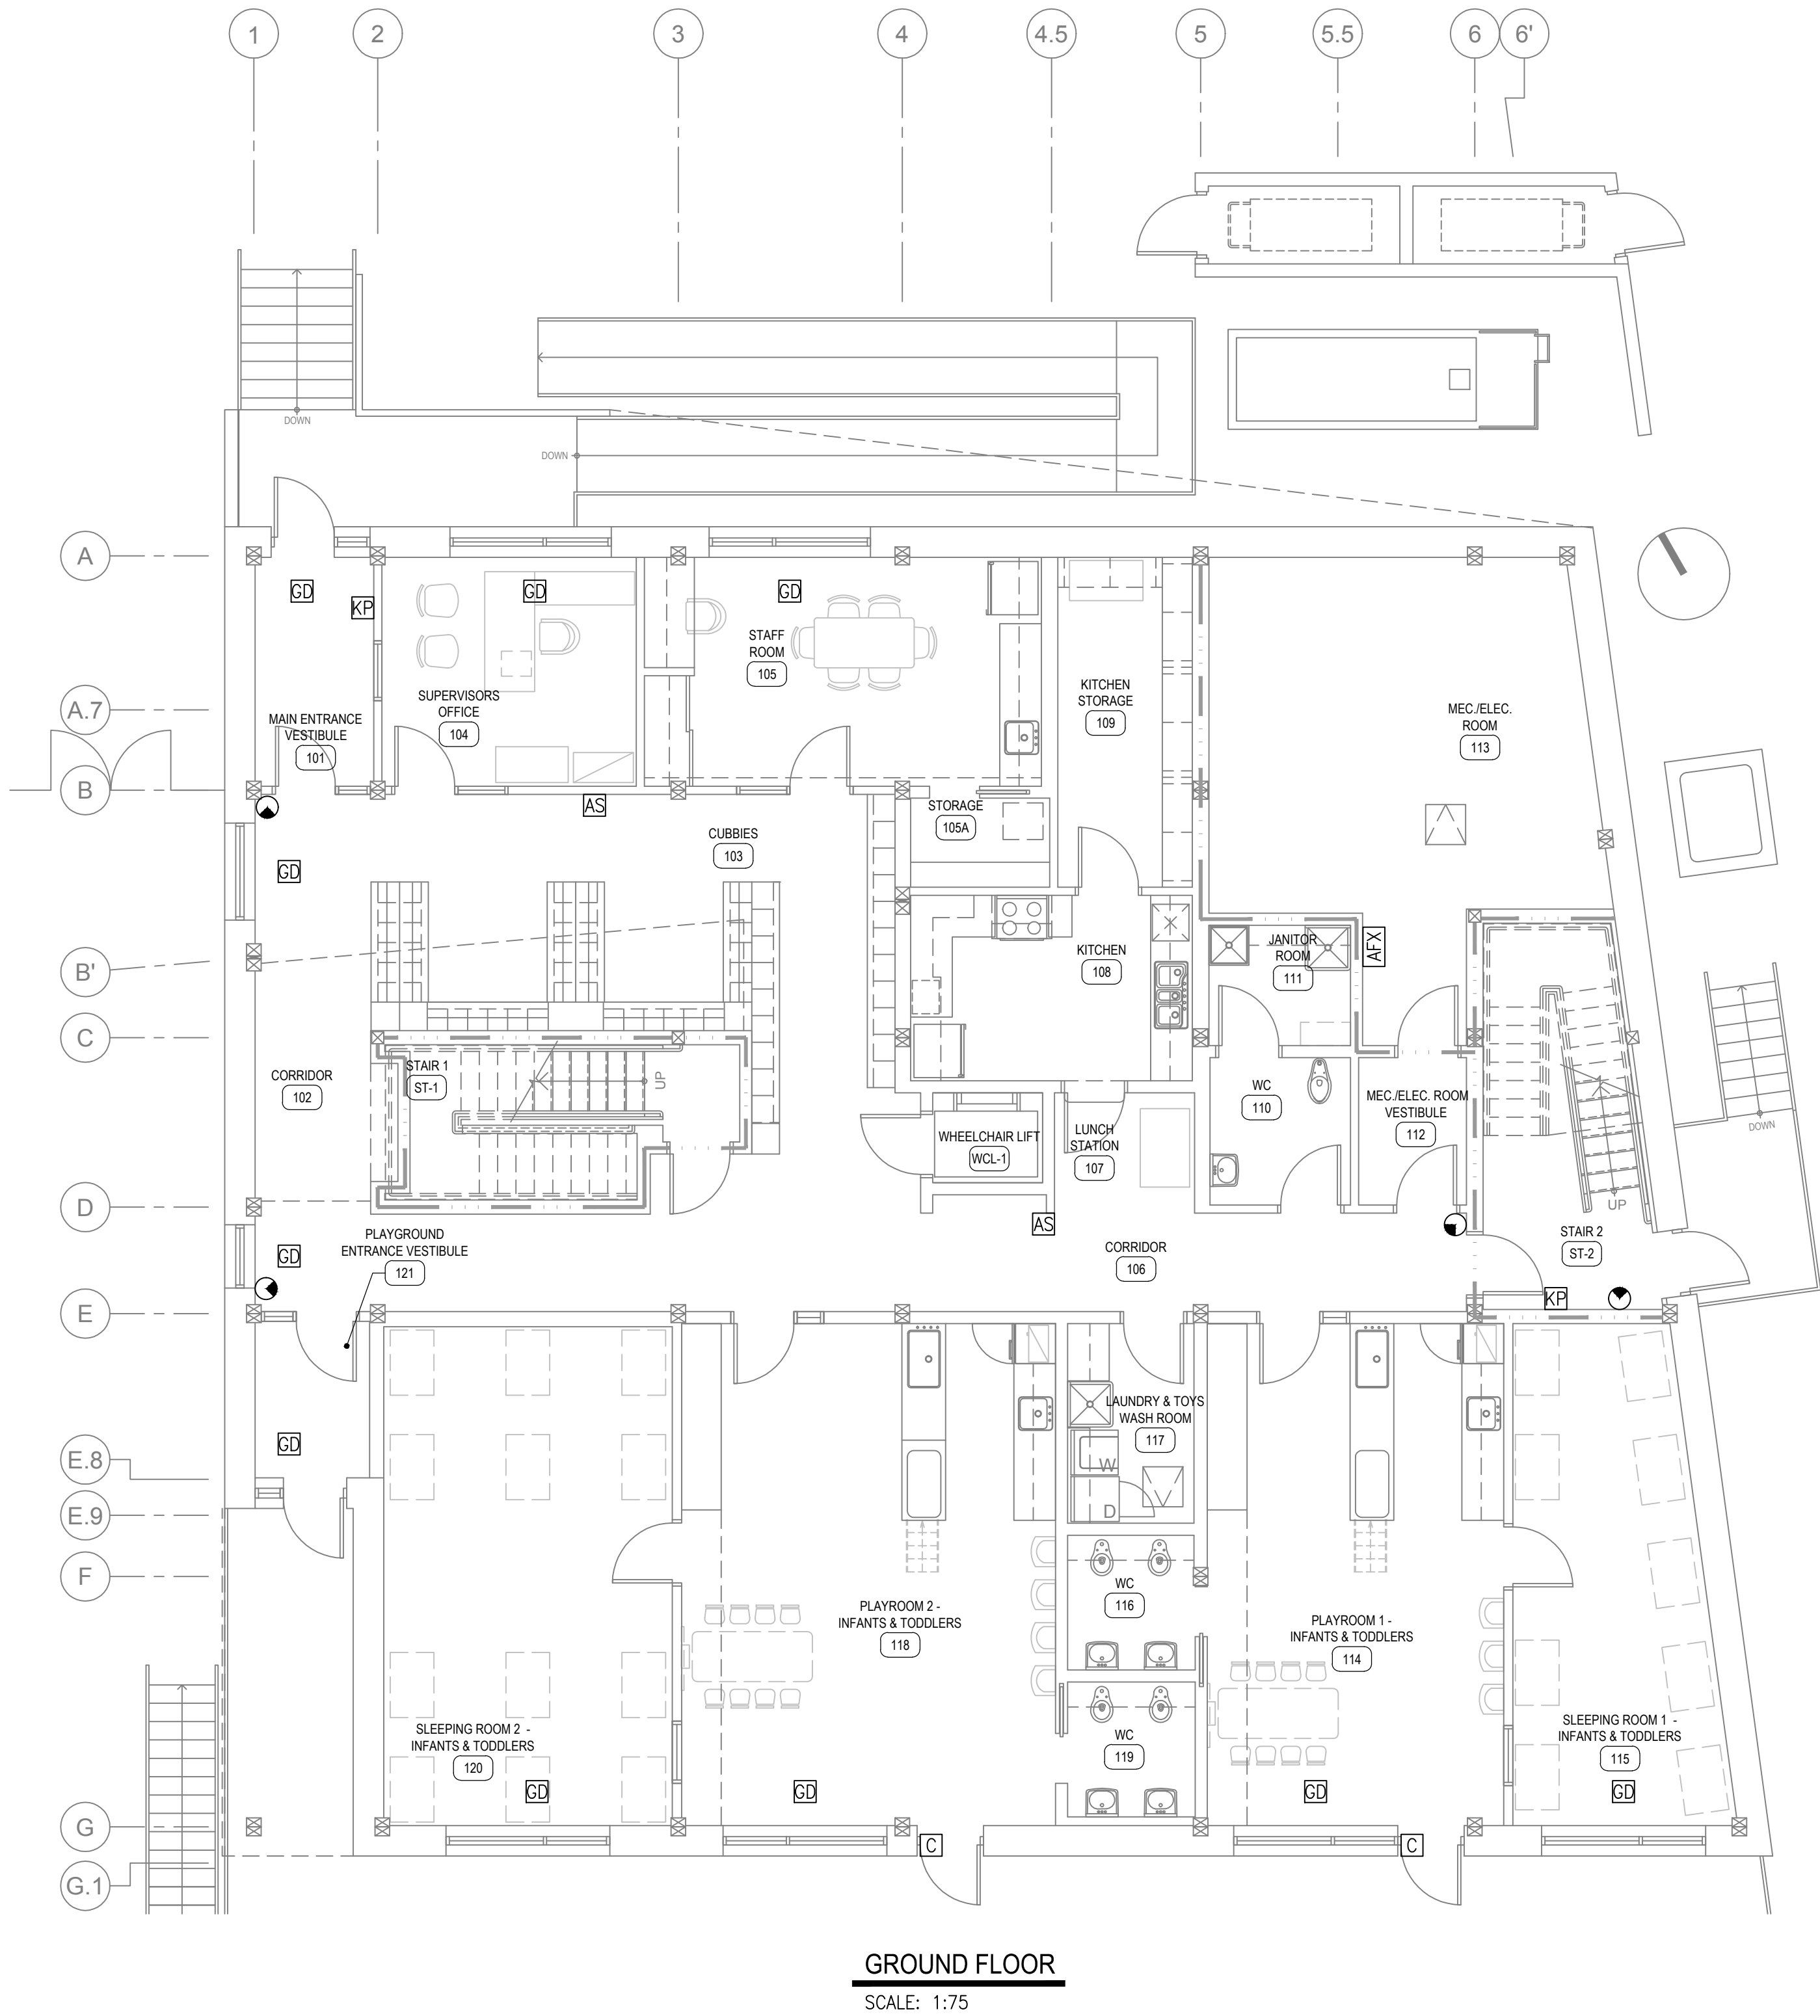 1
2
3
4
4.5
5
5.5
6
6'
DOWN
DOWN
A
GD
KP
GD
GD
STAFF
ROOM
105
A.7
MAIN ENTRANCE
VESTIBULE
101
SUPERVISORS
OFFICE
104
KITCHEN
STORAGE
109
MEC./ELEC.
ROOM
113
B
AS
STORAGE
105A
CUBBIES
103
GD
B'
KITCHEN
108
JANITOR
ROOM
111
AFX
C
CORRIDOR
102
STAIR 1
ST-1
UP
WHEELCHAIR LIFT
WCL-1
LUNCH
STATION
107
WC
110
MEC./ELEC. ROOM
VESTIBULE
112
DOWN
UP
D
PLAYGROUND
ENTRANCE VESTIBULE
121
GD
AS
CORRIDOR
106
STAIR 2
ST-2
KP
E
GD
LAUNDRY & TOYS
WASH ROOM
117
W
D
E.8
E.9
F
WC
116
PLAYROOM 2 -
INFANTS & TODDLERS
118
PLAYROOM 1 -
INFANTS & TODDLERS
114
SLEEPING ROOM 2 -
INFANTS & TODDLERS
120
WC
119
SLEEPING ROOM 1 -
INFANTS & TODDLERS
115
GD
GD
GD
GD
G
C
C
G.1
GROUND FLOOR
SCALE: 1:75